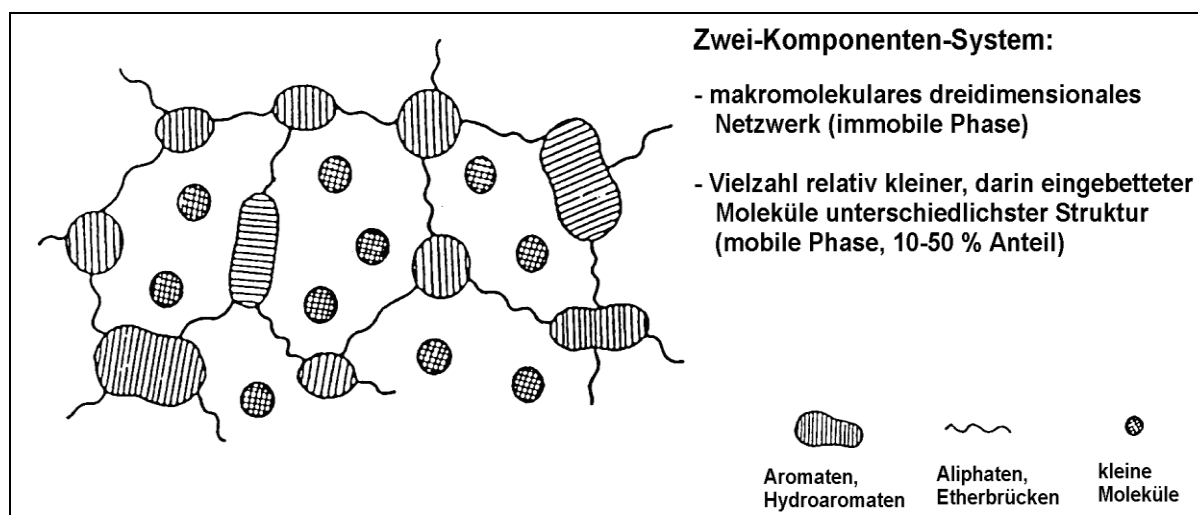 Zwei-Komponenten-System:
- makromolekulares dreidimensionales
Netzwerk (immobile Phase)
- Vielzahl relativ kleiner, darin eingebetteter
Moleküle unterschiedlichster Struktur
(mobile Phase, 10-50 % Anteil)
Aromaten,
Hydroaromaten
Aliphaten,
Etherbrücken
kleine
Moleküle